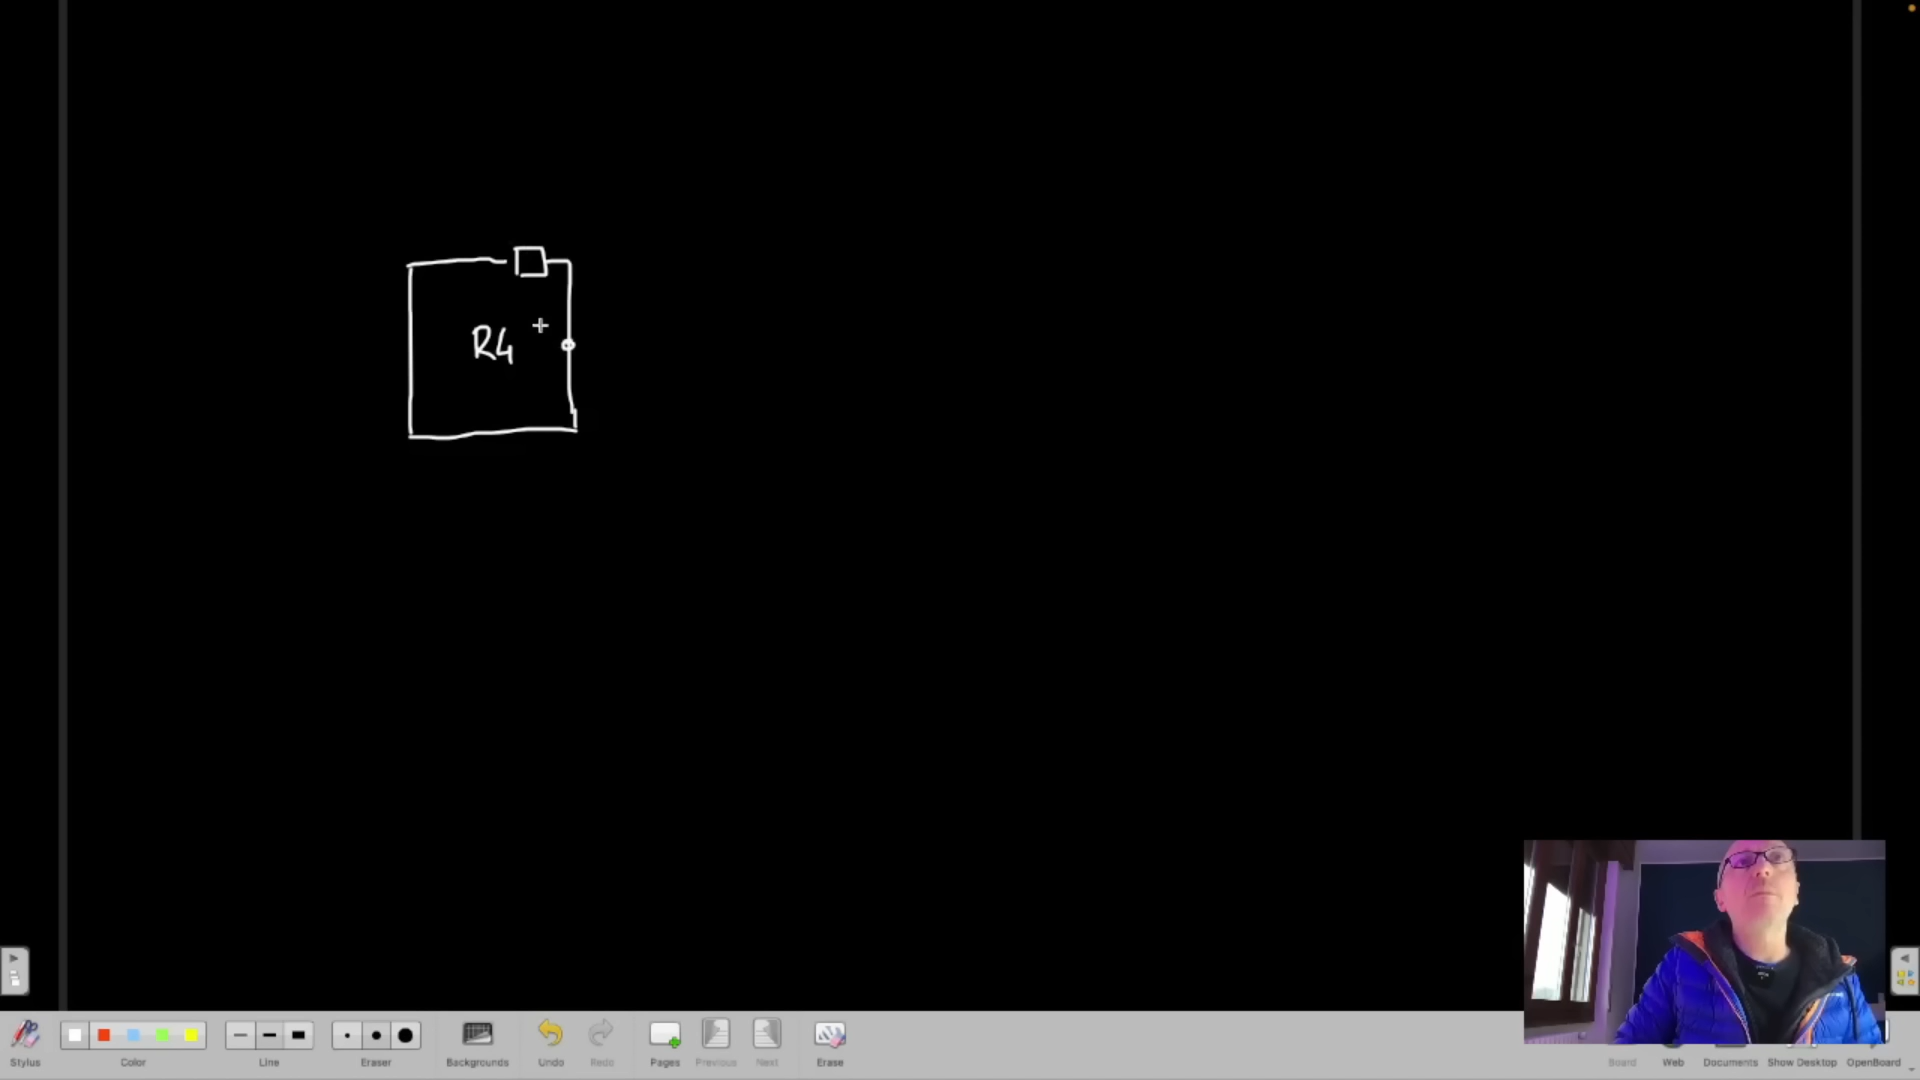 R4
Stylus
Color
Line
Eraser
Backgrounds
Undo
Redo
Pages
Previous
Next
Erase
Board
Web
Documents
Show Desktop
OpenBoard